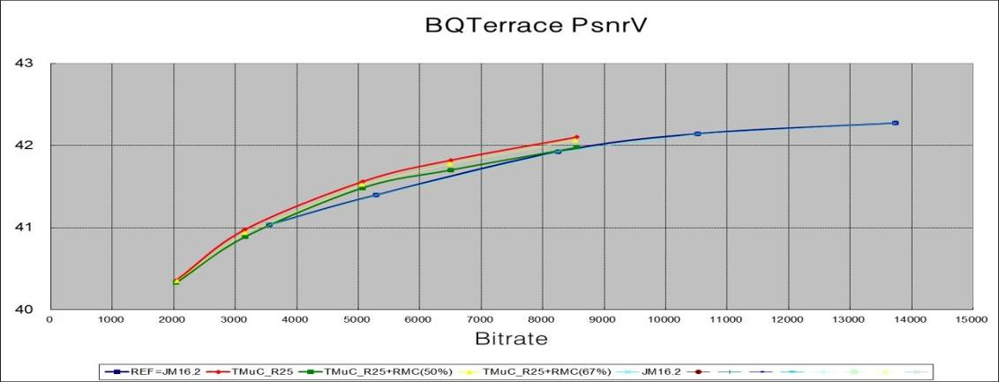 BQTerrace PsnrV
43
42
41
40
0 1000 2000 3000 4000 5000 6000 7000 8000 9000 10000 11000 12000 13000 14000 15000
Bitrate
REF=JM16.2 TMuC_R25 TMuC_R25+RMC(50%) TMuC_R25+RMC(67%) JM16.2